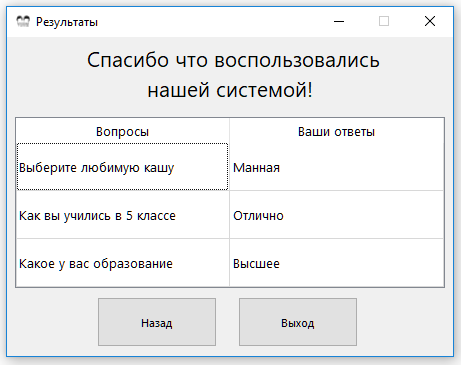 Результаты
Спасибо что воспользовались
нашей системой!
Вопросы Ваши ответы
Выберите любимую кашу Манная
Как вы учились в 5 классе Отлично
Какое у вас образование Высшее
Назад Выход